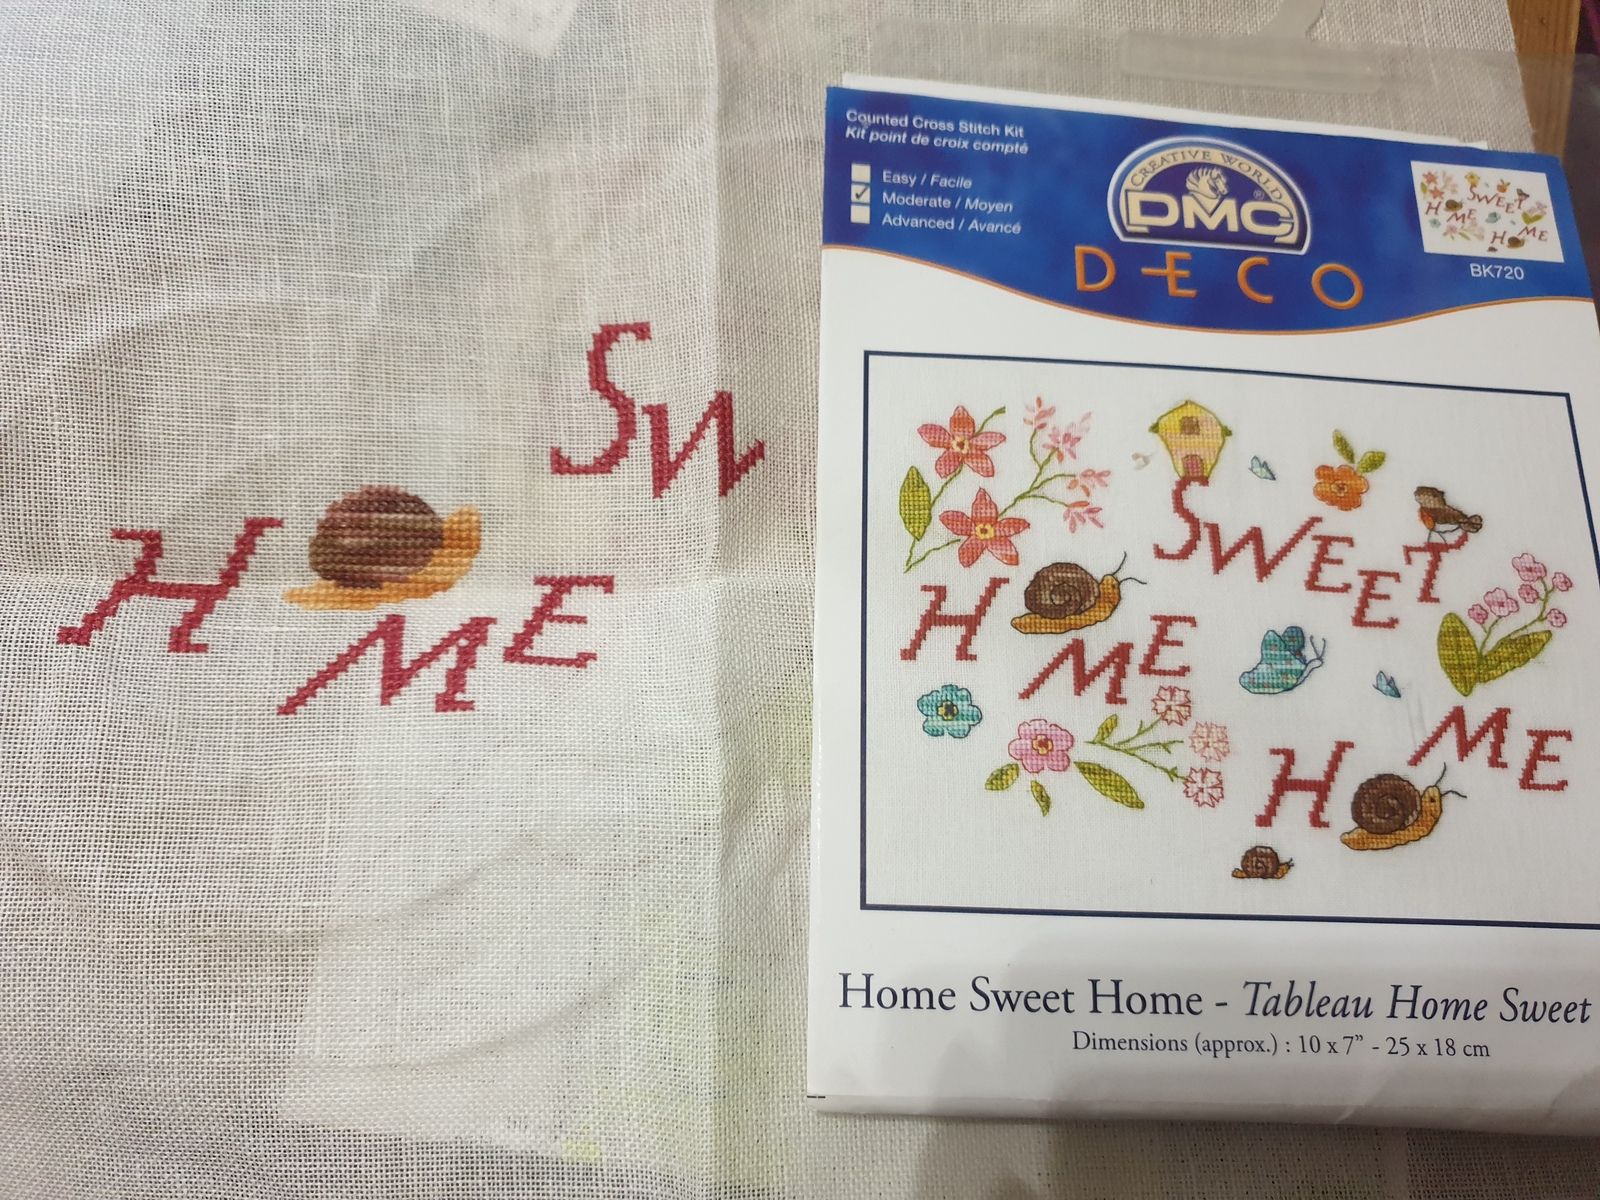 Sw
H ME
Counted Cross Stitch Kit
Kit point de croix compté
Easy / Facile
Moderate / Moyen
Advanced / Avancé
CREATIVE WORLD
DMC
®
DECO
SWEET
H ME
H ME
BK720
SWEET
H ME
H ME
Home Sweet Home - Tableau Home Sweet
Dimensions (approx.) : 10 x 7” - 25 x 18 cm